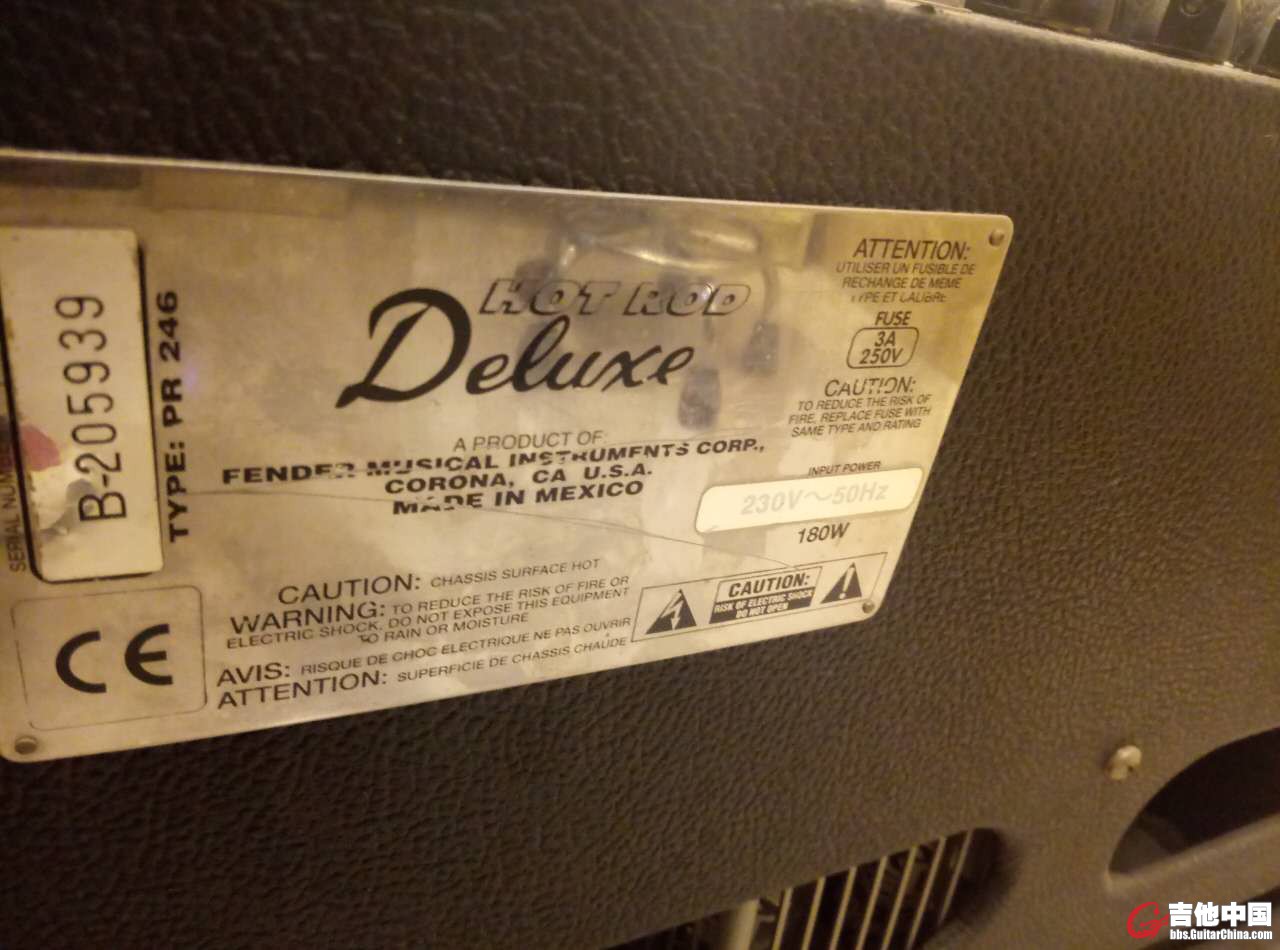 SERIAL
B-205939
TYPE: PR 246
HOT ROD
Deluxe
A PRODUCT OF:
FENDER MUSICAL INSTRUMENTS CORP.,
CORONA, CA U.S.A.
MADE IN MEXICO
ATTENTION:
UTILISER UN FUSIBLE DE
RECHANGE DE MEME
TYPE ET CALIBRE
FUSE
3A
250V
CAUTION:
TO REDUCE THE RISK OF
FIRE, REPLACE FUSE WITH
SAME TYPE AND RATING
INPUT POWER
230V~50Hz
180W
CE
CAUTION: CHASSIS SURFACE HOT
WARNING: TO REDUCE THE RISK OF FIRE OR
ELECTRIC SHOCK, DO NOT EXPOSE THIS EQUIPMENT
TO RAIN OR MOISTURE
AVIS: RISQUE DE CHOC ELECTRIQUE NE PAS OUVRIR
ATTENTION: SUPERFICIE DE CHASSIS CHAUDE
CAUTION:
RISK OF ELECTRIC SHOCK
DO NOT OPEN
吉他中国
bbs.GuitarChina.com